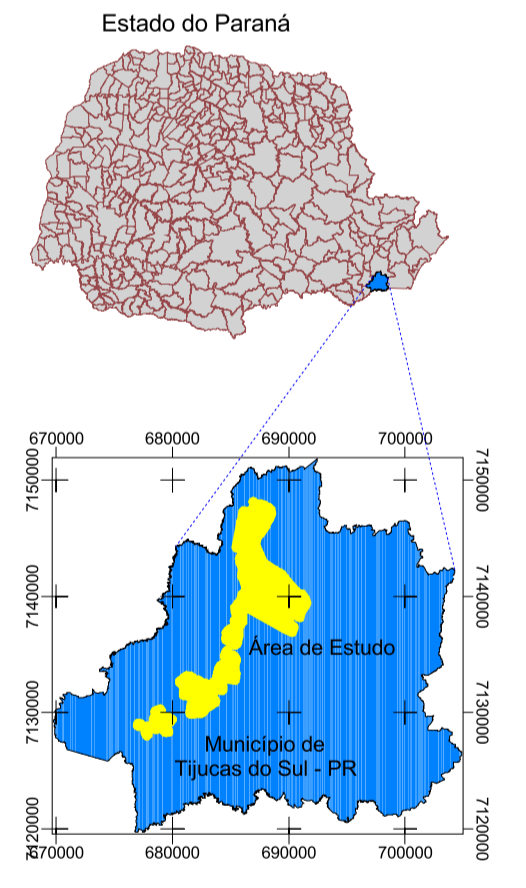 Estado do Paraná
670000 680000 690000 700000
7150000 7150000
7140000 7140000
Área de Estudo
7130000 7130000
Município de
Tijucas do Sul - PR
7120000 7120000
670000 680000 690000 700000